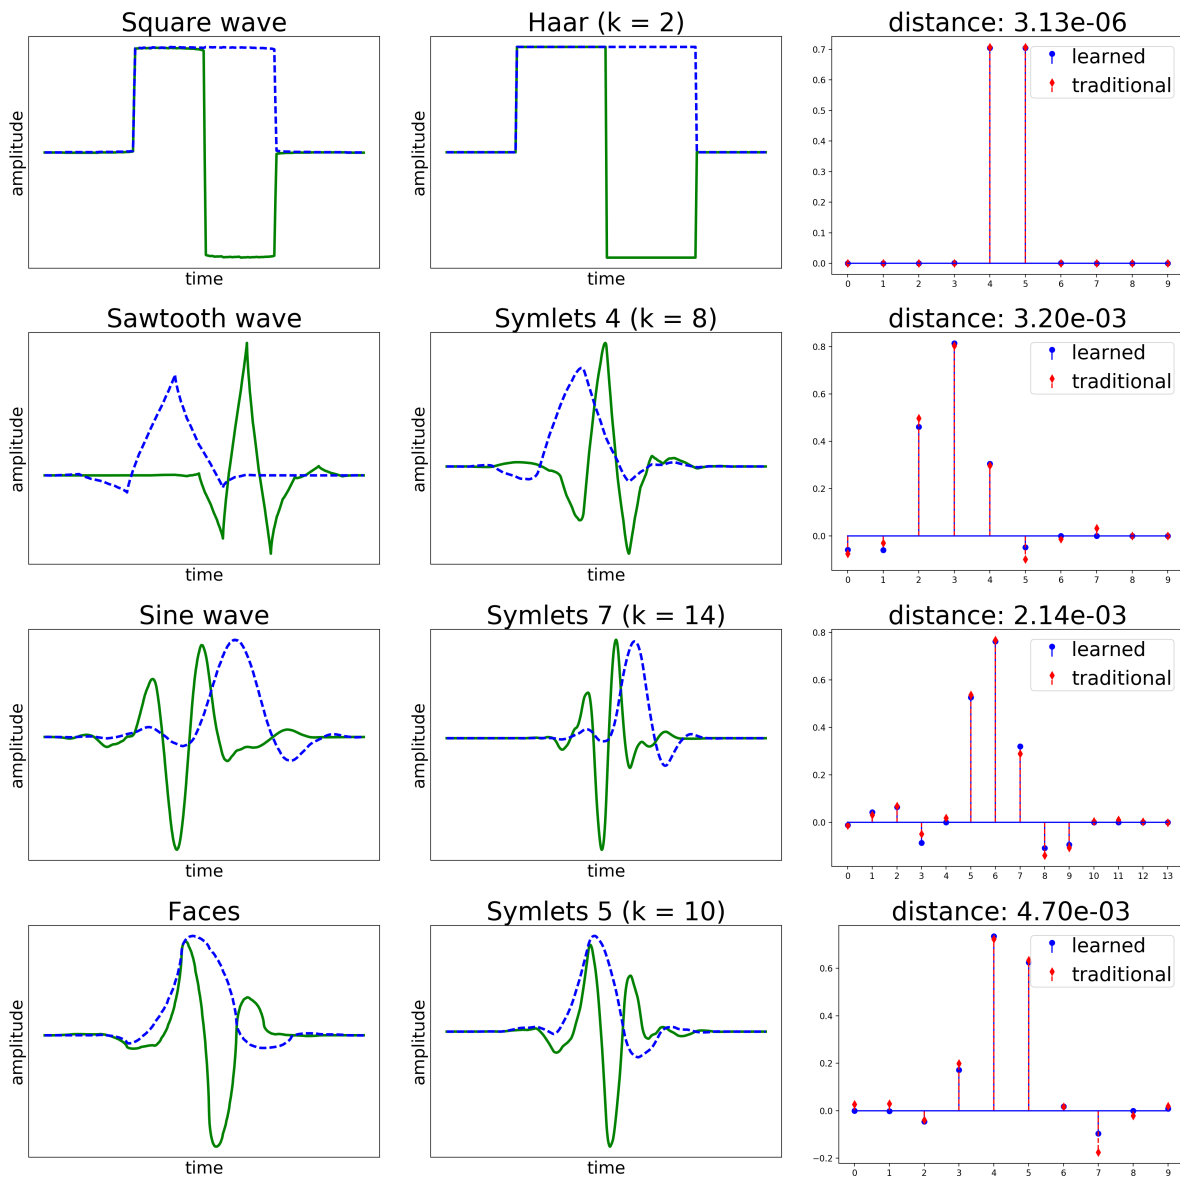 Square wave
amplitude
time
Haar (k = 2)
amplitude
time
distance: 3.13e-06
learned
traditional
0.7
0.6
0.5
0.4
0.3
0.2
0.1
0.0
0 1 2 3 4 5 6 7 8 9
Sawtooth wave
amplitude
time
Symlets 4 (k = 8)
amplitude
time
distance: 3.20e-03
learned
traditional
0.8
0.6
0.4
0.2
0.0
0 1 2 3 4 5 6 7 8 9
Sine wave
amplitude
time
Symlets 7 (k = 14)
amplitude
time
distance: 2.14e-03
learned
traditional
0.8
0.6
0.4
0.2
0.0
0 1 2 3 4 5 6 7 8 9 10 11 12 13
Faces
amplitude
time
Symlets 5 (k = 10)
amplitude
time
distance: 4.70e-03
learned
traditional
0.6
0.4
0.2
0.0
−0.2
0 1 2 3 4 5 6 7 8 9